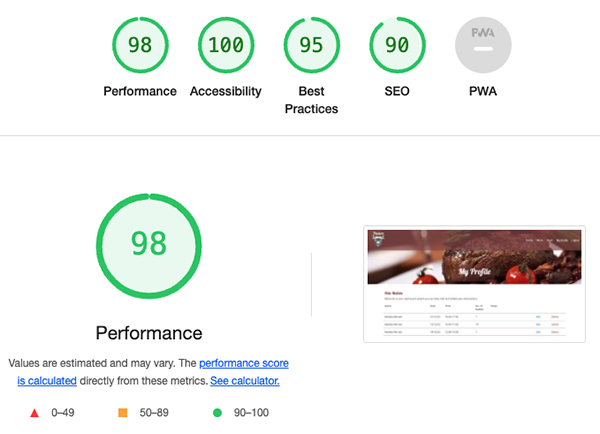 98 100 95 90 PWA
Performance Accessibility Best Practices SEO PWA
98
My Profile
Performance
Values are estimated and may vary. The performance score
is calculated directly from these metrics. See calculator.
0–49 50–89 90–100